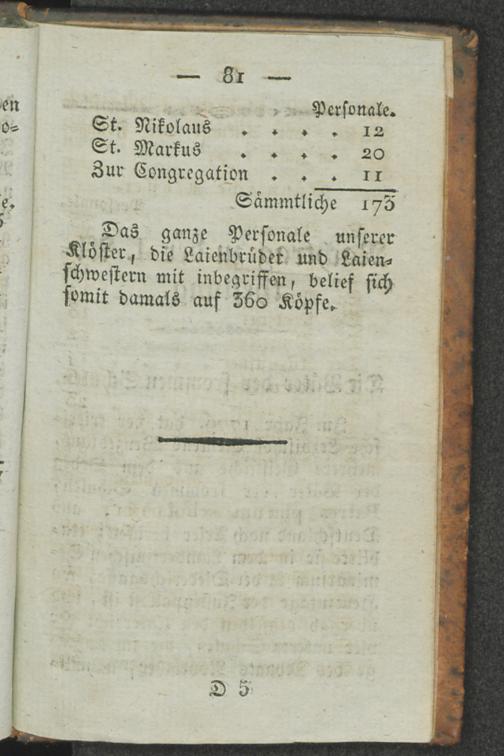 — 81 —
Personale.
St. Nikolaus . . . . 12
St. Markus . . . . 20
Zur Congregation . . . 11
Sämmtliche 173
Das ganze Personale unserer
Klöster, die Laienbrüder und Laien=
schwestern mit inbegriffen, belief sich
somit damals auf 360 Köpfe.
D 5